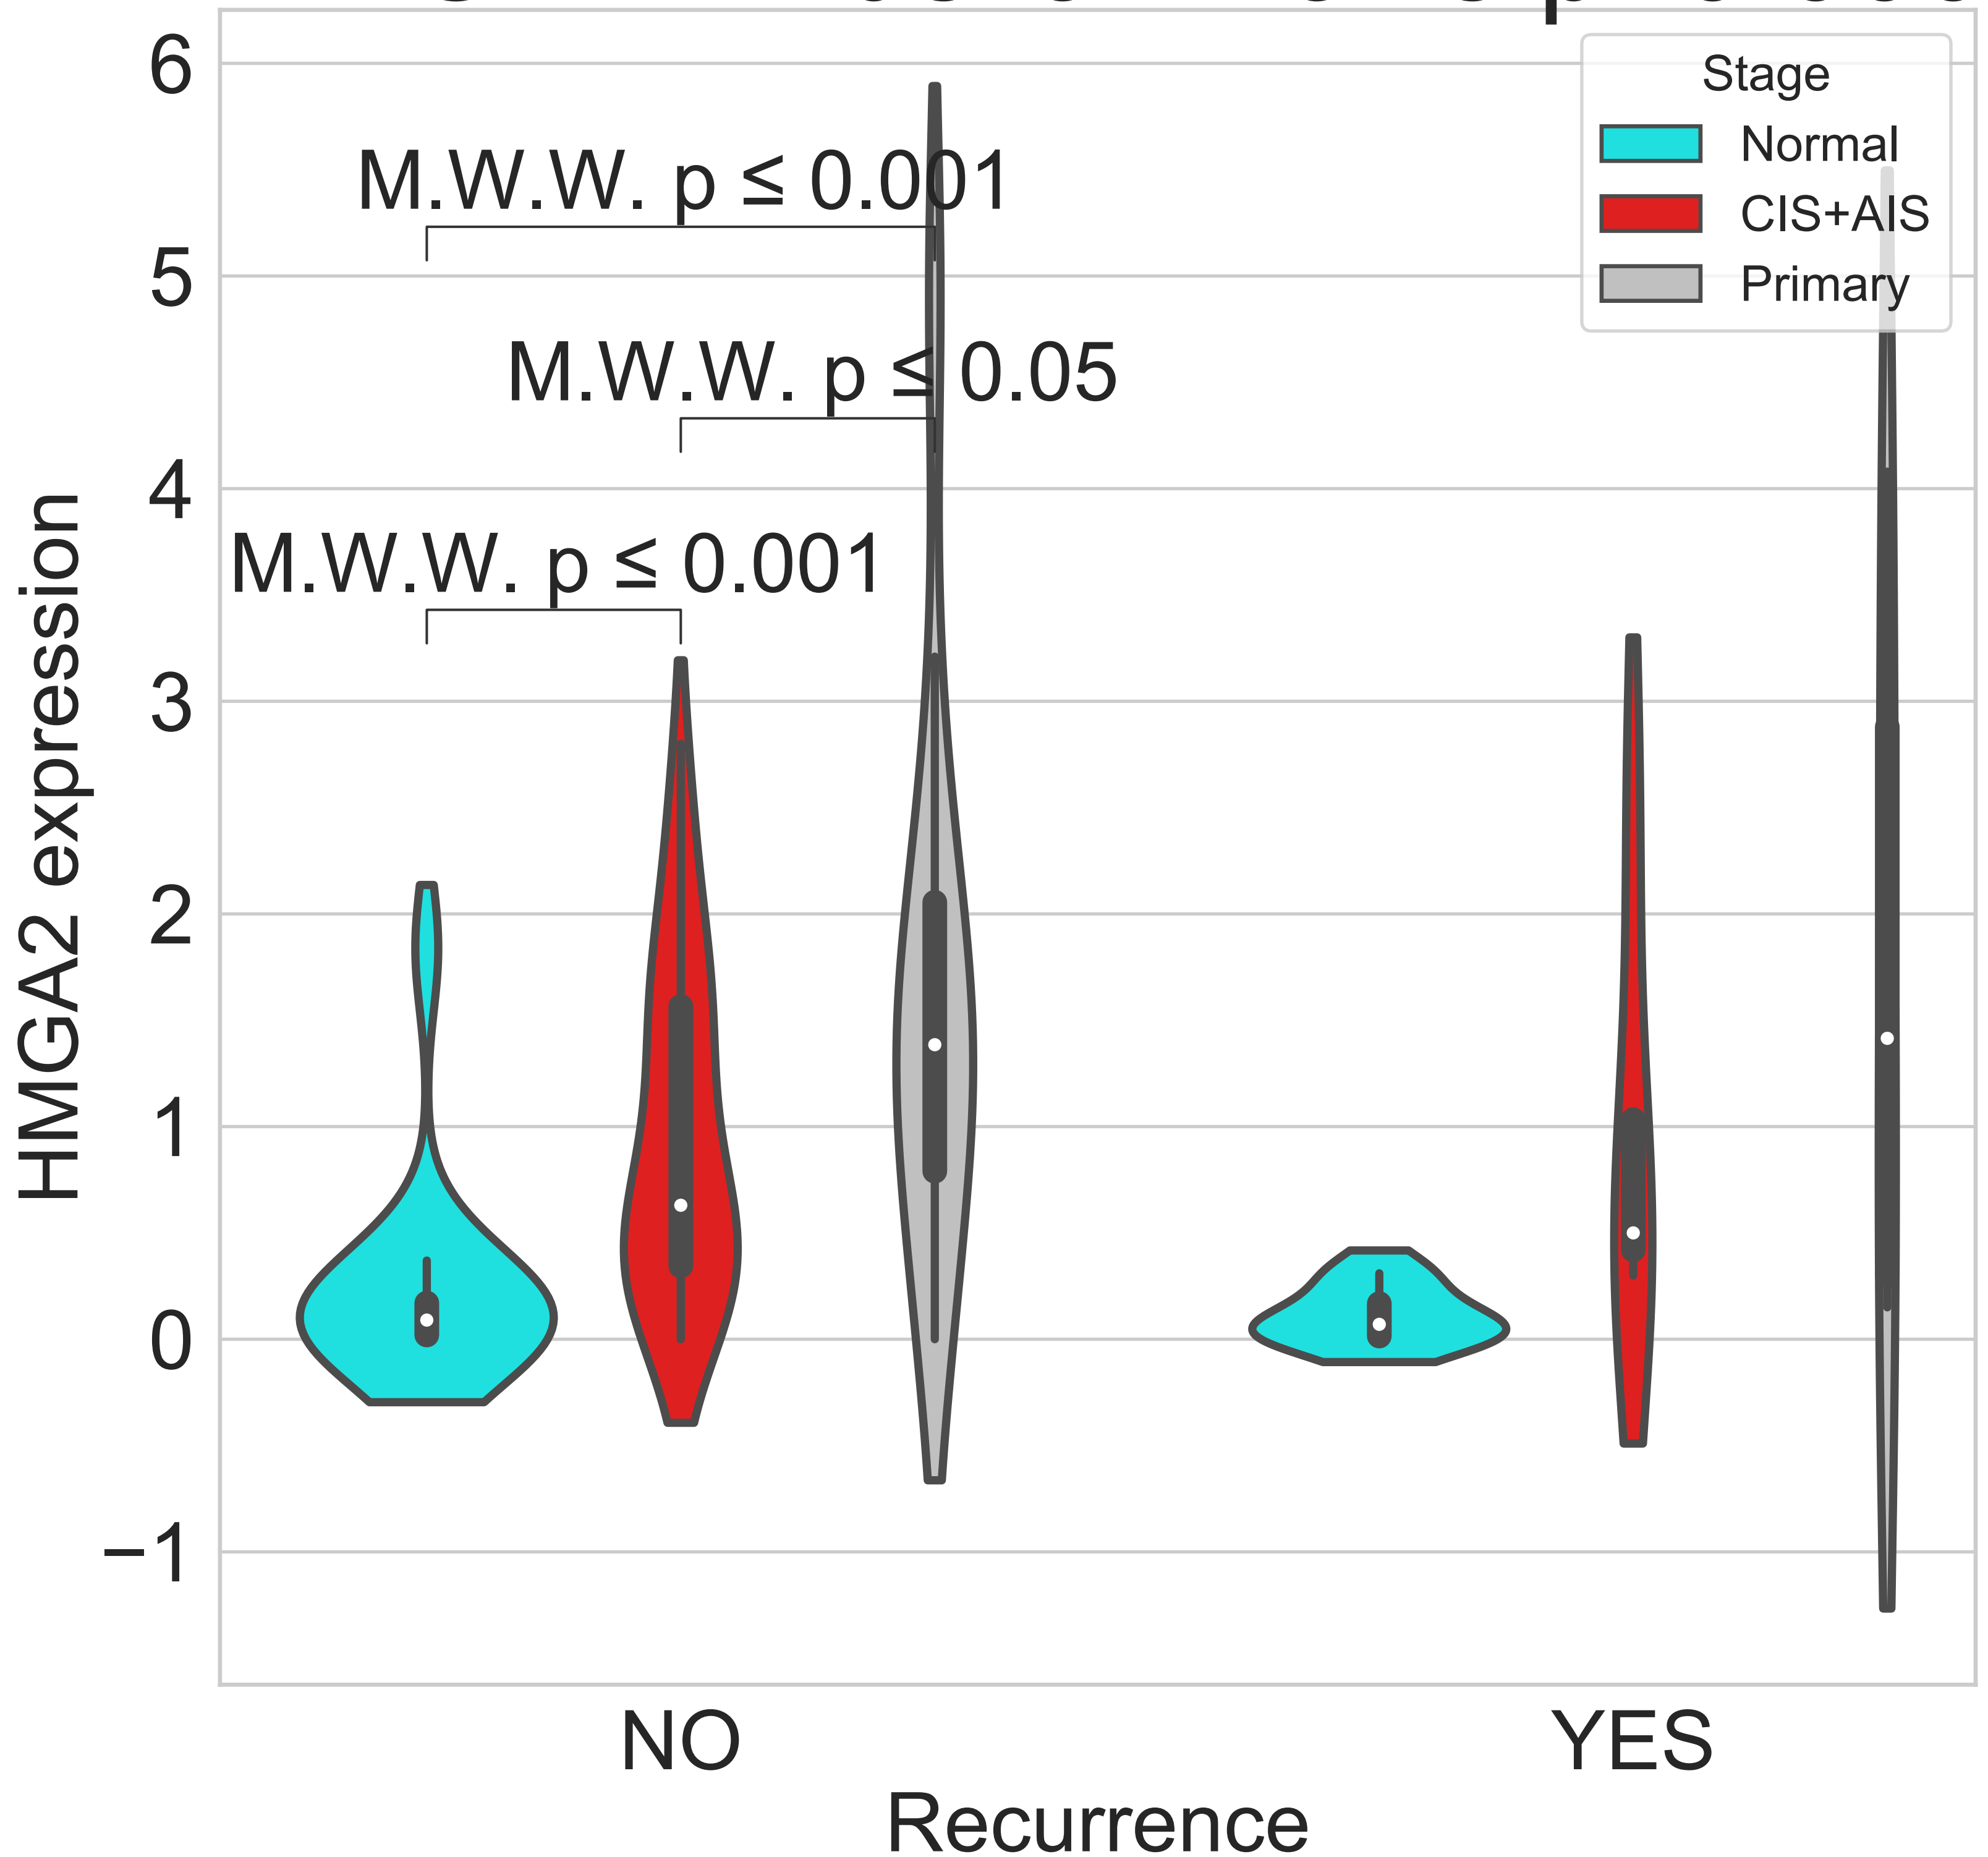 Stage
Normal
CIS+AIS
Primary
M.W.W. p ≤ 0.001
M.W.W. p ≤ 0.05
M.W.W. p ≤ 0.001
6
5
4
3
2
1
0
−1
HMGA2 expression
NO
YES
Recurrence